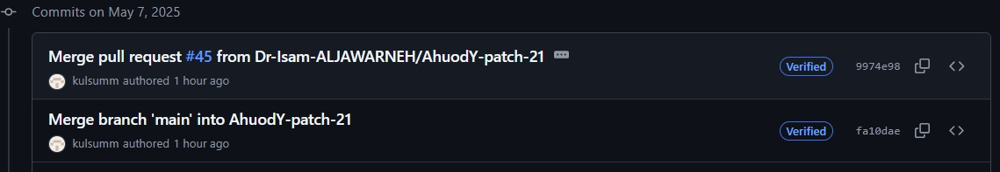 Commits on May 7, 2025
Merge pull request #45 from Dr-Isam-ALJAWARNEH/AhuodY-patch-21
kulsumm authored 1 hour ago
Verified
9974e98
Merge branch 'main' into AhuodY-patch-21
kulsumm authored 1 hour ago
Verified
fa10dae